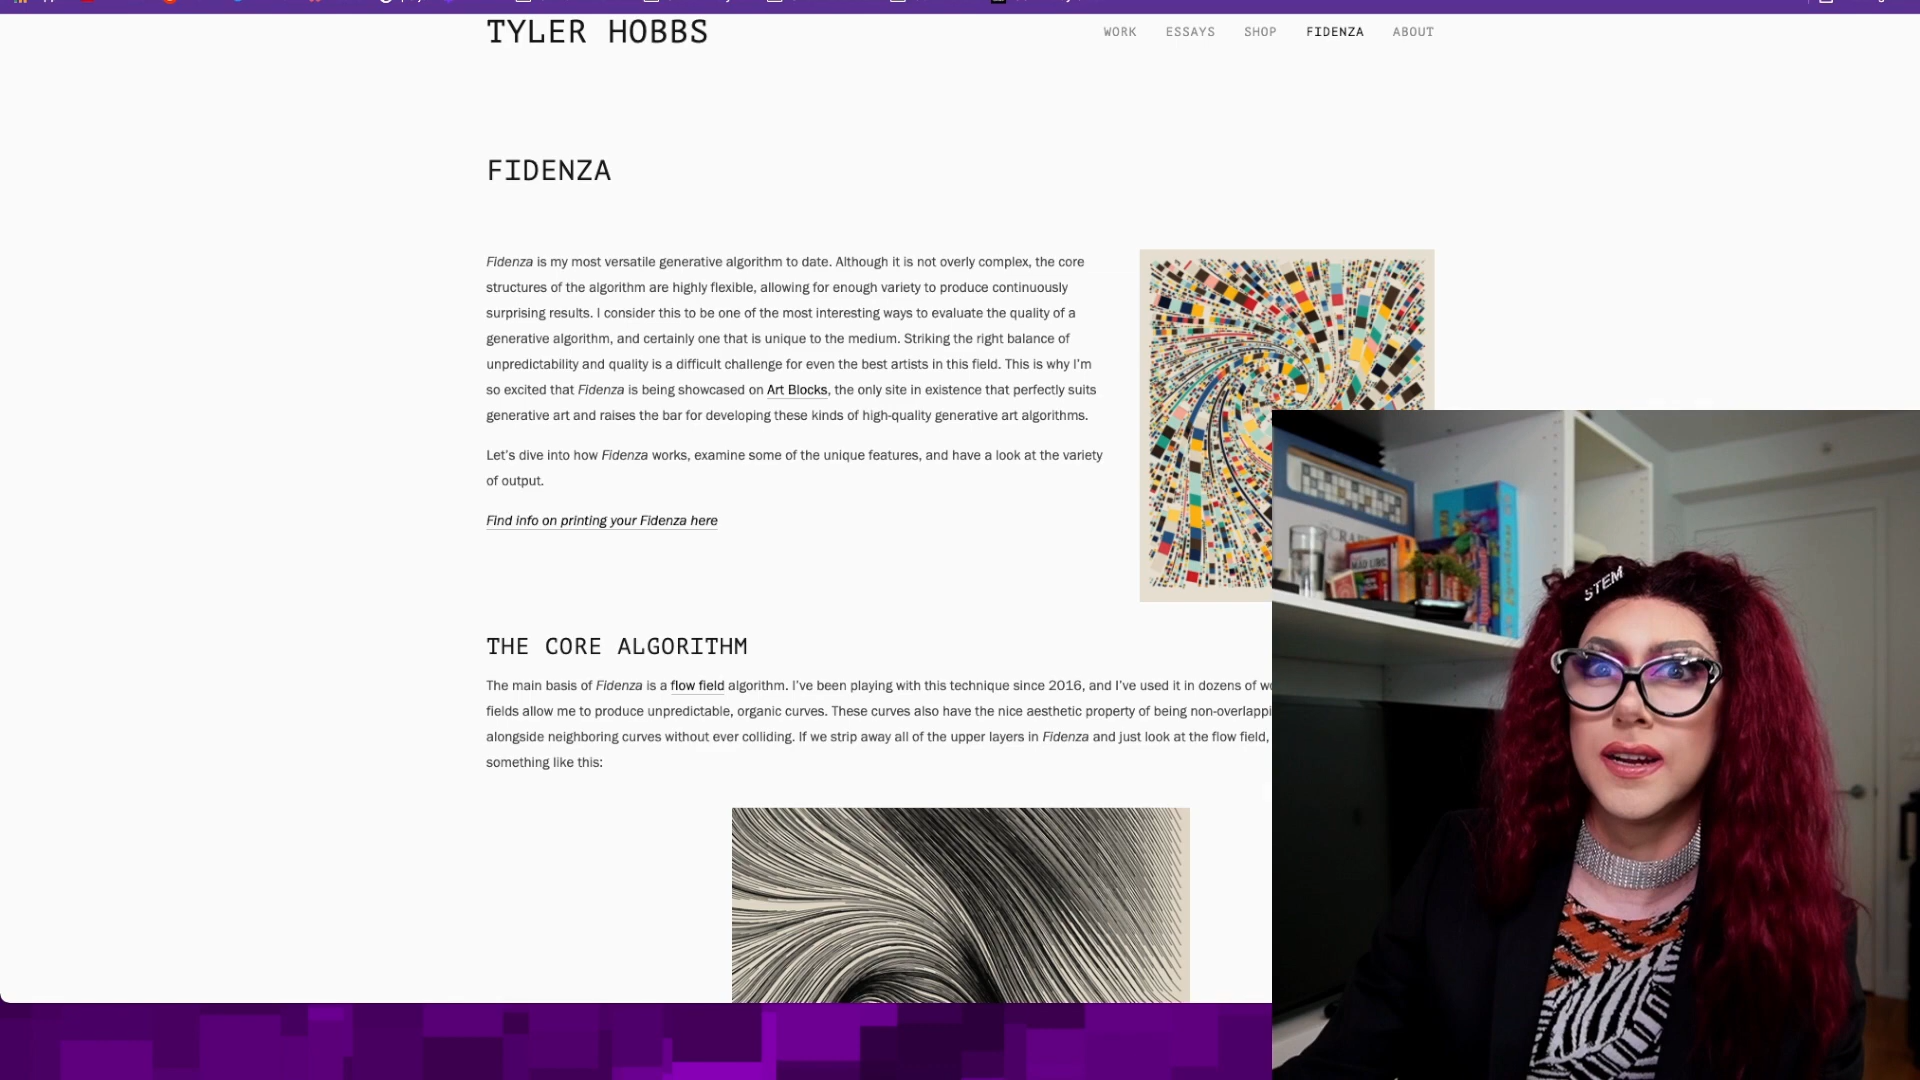 TYLER HOBBS
WORK ESSAYS SHOP FIDENZA ABOUT
FIDENZA
Fidenza is my most versatile generative algorithm to date. Although it is not overly complex, the core
structures of the algorithm are highly flexible, allowing for enough variety to produce continuously
surprising results. I consider this to be one of the most interesting ways to evaluate the quality of a
generative algorithm, and certainly one that is unique to the medium. Striking the right balance of
unpredictability and quality is a difficult challenge for even the best artists in this field. This is why I'm
so excited that Fidenza is being showcased on Art Blocks, the only site in existence that perfectly suits
generative art and raises the bar for developing these kinds of high-quality generative art algorithms.
Let's dive into how Fidenza works, examine some of the unique features, and have a look at the variety
of output.
Find info on printing your Fidenza here
THE CORE ALGORITHM
The main basis of Fidenza is a flow field algorithm. I've been playing with this technique since 2016, and I've used it in dozens of
fields allow me to produce unpredictable, organic curves. These curves also have the nice aesthetic property of being
alongside neighboring curves without ever colliding. If we strip away all of the upper layers in Fidenza and just look at the flow field,
something like this:
STEM